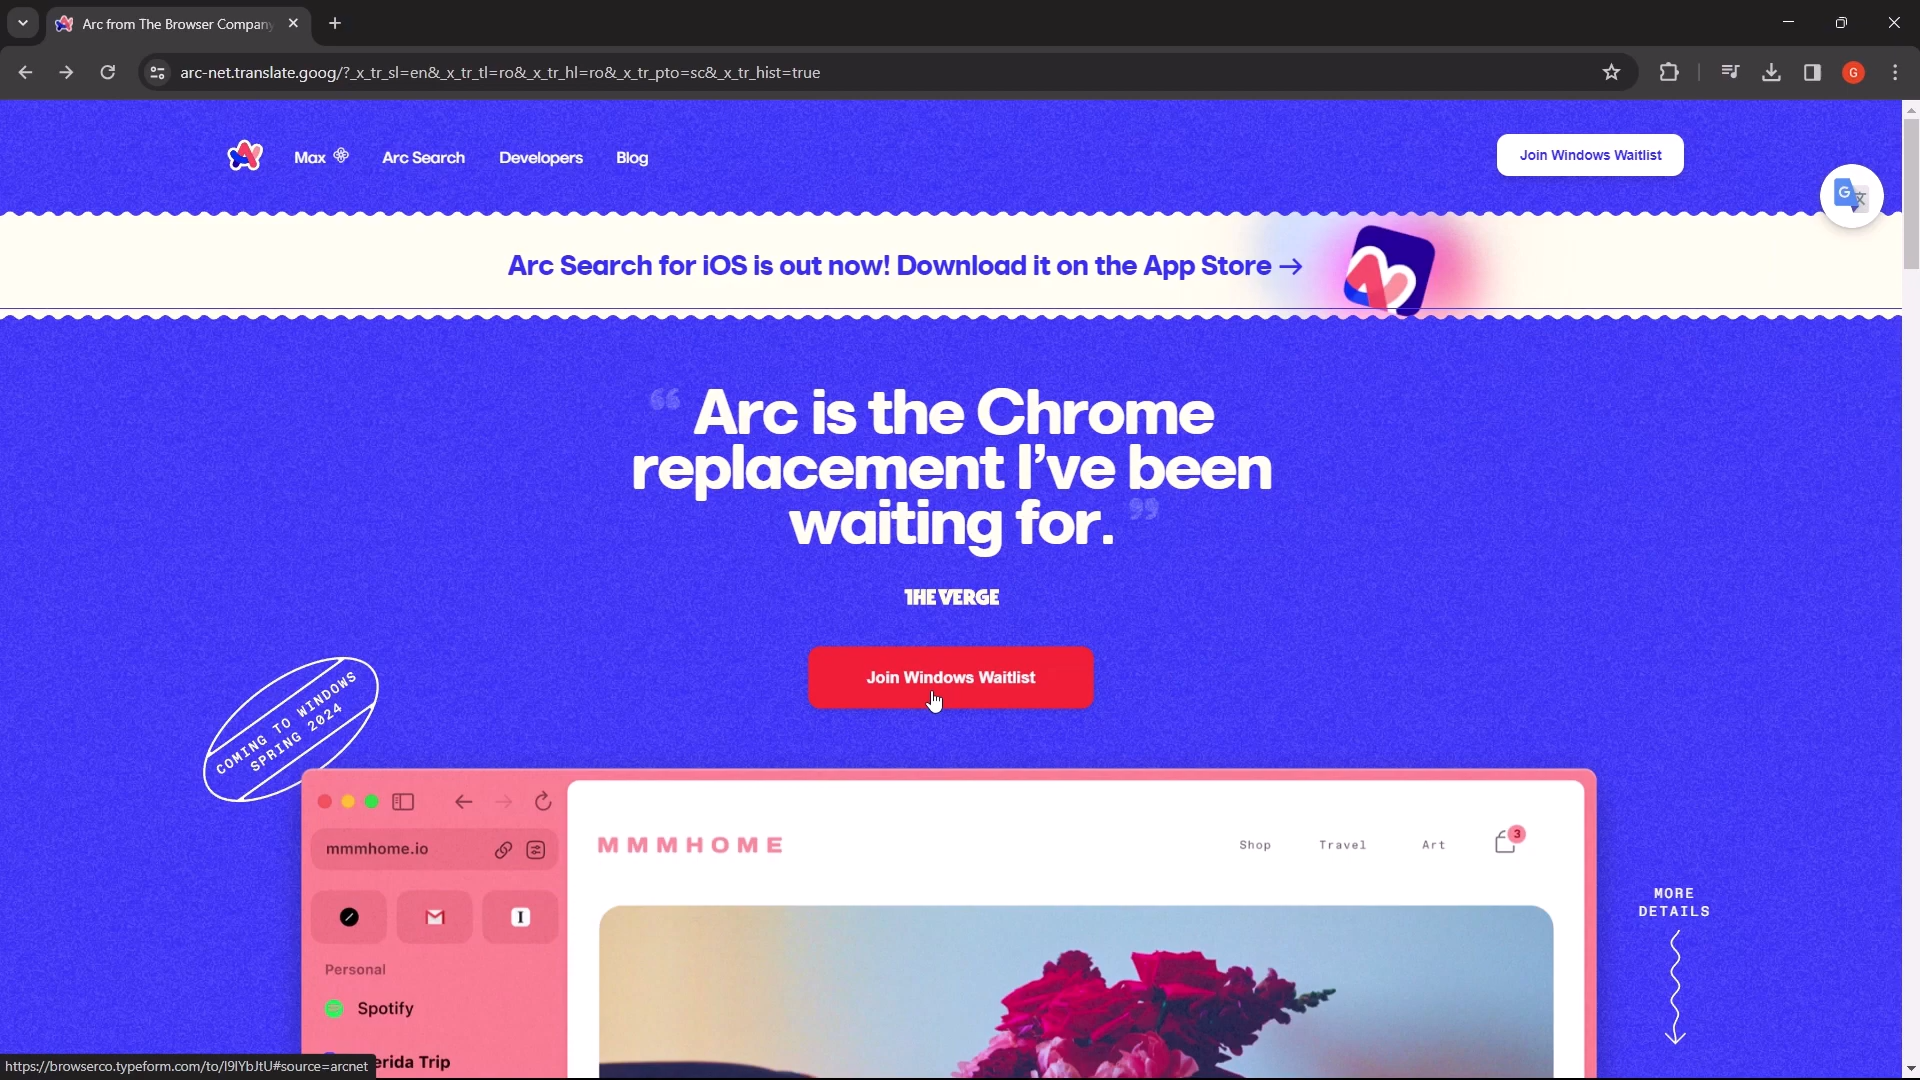 Arc from The Browser Company
arc-net.translate.goog/?_x_tr_sl=en&_x_tr_tl=ro&_x_tr_hl=ro&_x_tr_pto=sc&_x_tr_hist=true
G
Max
Arc Search
Developers
Blog
Join Windows Waitlist
G
Arc Search for iOS is out now! Download it on the App Store →
“ Arc is the Chrome
replacement I’ve been
waiting for. ”
THE VERGE
Join Windows Waitlist
COMING TO WINDOWS
SPRING 2024
mmmhome.io
MMMHOME
Shop
Travel
Art
3
MORE
DETAILS
Personal
Spotify
erida Trip
https://browserco.typeform.com/to/I9IYbJtU#source=arcnet